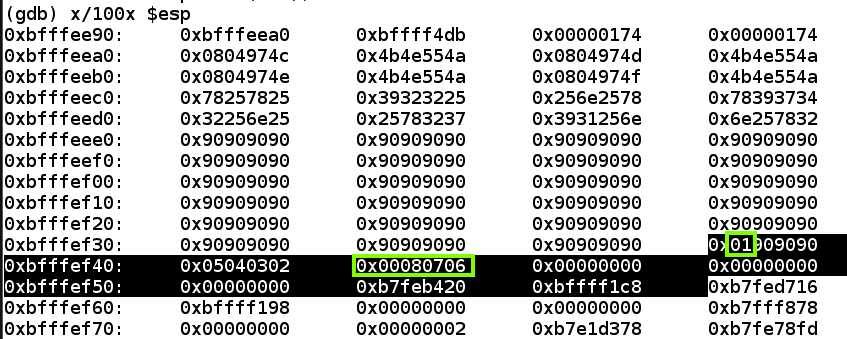 (gdb) x/100x $esp
0xbfffee90: 0xbfffeea0 0xbffff4db 0x00000174 0x00000174
0xbfffeea0: 0x0804974c 0x4b4e554a 0x0804974d 0x4b4e554a
0xbfffeeb0: 0x0804974e 0x4b4e554a 0x0804974f 0x4b4e554a
0xbfffeec0: 0x78257825 0x39323225 0x256e2578 0x78393734
0xbfffeed0: 0x32256e25 0x25783237 0x3931256e 0x6e257832
0xbfffeee0: 0x90909090 0x90909090 0x90909090 0x90909090
0xbfffeef0: 0x90909090 0x90909090 0x90909090 0x90909090
0xbfffef00: 0x90909090 0x90909090 0x90909090 0x90909090
0xbfffef10: 0x90909090 0x90909090 0x90909090 0x90909090
0xbfffef20: 0x90909090 0x90909090 0x90909090 0x90909090
0xbfffef30: 0x90909090 0x90909090 0x90909090 0x01909090
0xbfffef40: 0x05040302 0x00080706 0x00000000 0x00000000
0xbfffef50: 0x00000000 0xb7feb420 0xbffff1c8 0xb7fed716
0xbfffef60: 0xbffff198 0x00000000 0x00000000 0xb7fff878
0xbfffef70: 0x00000000 0x00000002 0xb7e1d378 0xb7fe78fd